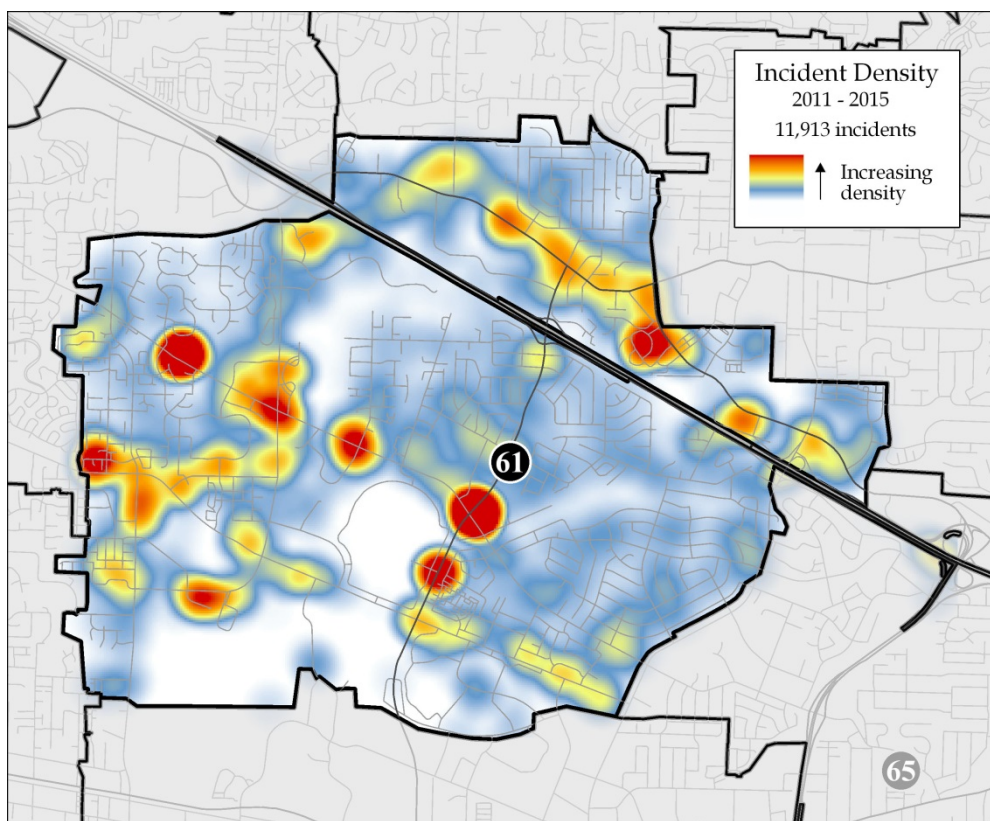 Incident Density
2011 - 2015
11,913 incidents
Increasing
density
61
65